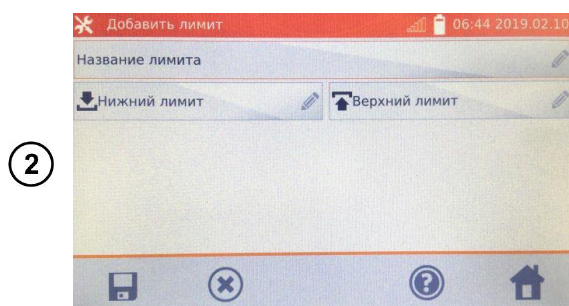 Добавить лимит 06:44 2019.02.10
Название лимита
Нижний лимит Верхний лимит
2
?